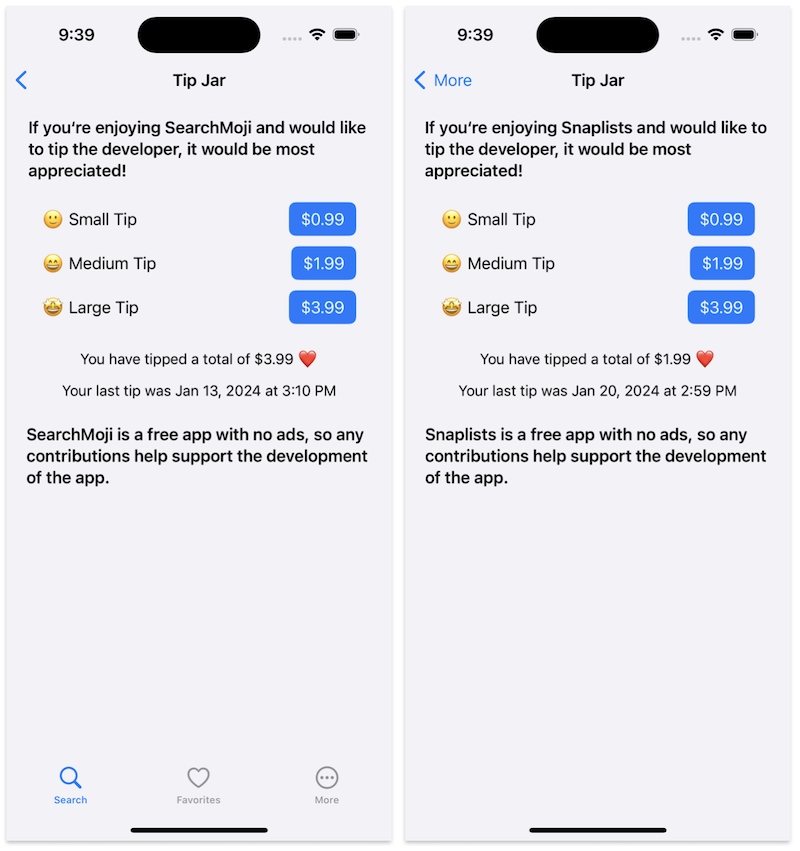 9:39
Tip Jar
If you‘re enjoying SearchMoji and would like
to tip the developer, it would be most
appreciated!
🙂 Small Tip $0.99
😄 Medium Tip $1.99
🤩 Large Tip $3.99
You have tipped a total of $3.99 ❤️
Your last tip was Jan 13, 2024 at 3:10 PM
SearchMoji is a free app with no ads, so any
contributions help support the development
of the app.
Search Favorites More
9:39
More Tip Jar
If you‘re enjoying Snaplists and would like to
tip the developer, it would be most
appreciated!
🙂 Small Tip $0.99
😄 Medium Tip $1.99
🤩 Large Tip $3.99
You have tipped a total of $1.99 ❤️
Your last tip was Jan 20, 2024 at 2:59 PM
Snaplists is a free app with no ads, so any
contributions help support the development
of the app.